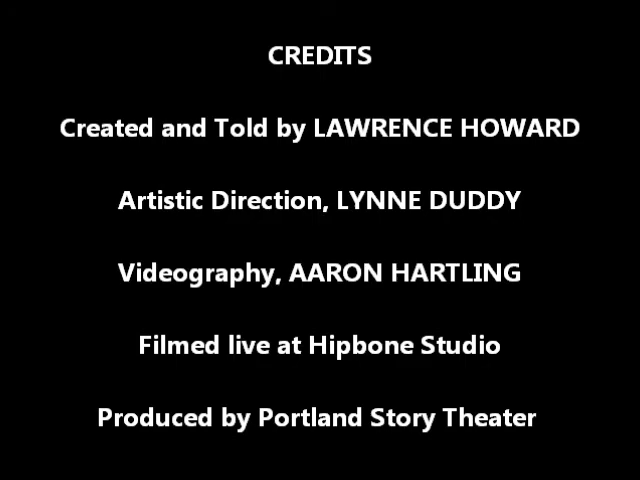 CREDITS
Created and Told by LAWRENCE HOWARD
Artistic Direction, LYNNE DUDDY
Videography, AARON HARTLING
Filmed live at Hipbone Studio
Produced by Portland Story Theater